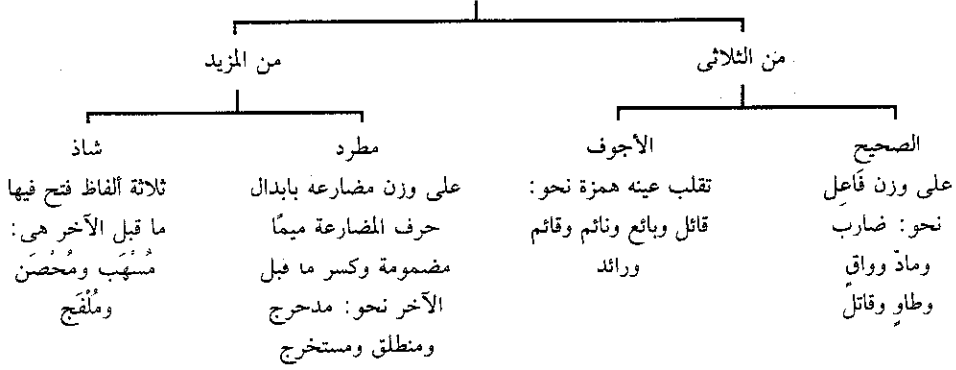 من الثلاثى
من المزيد
الصحيح
على وزن فَاعِل
نحو: ضارب
ومادّ وواقٍ
وطاوٍ وقاتل
الأجوف
تقلب عينه همزة نحو:
قائل وبائع ونائم وقائم
ورائد
مطرد
على وزن مضارعه بابدال
حرف المضارعة ميمًا
مضمومة وكسر ما قبل
الآخر نحو: مدحرج
ومنطلق ومستخرج
شاذ
ثلاثة ألفاظ فتح فيها
ما قبل الآخر هى:
مُسْهَب ومُحْصَن
ومُلْفَج